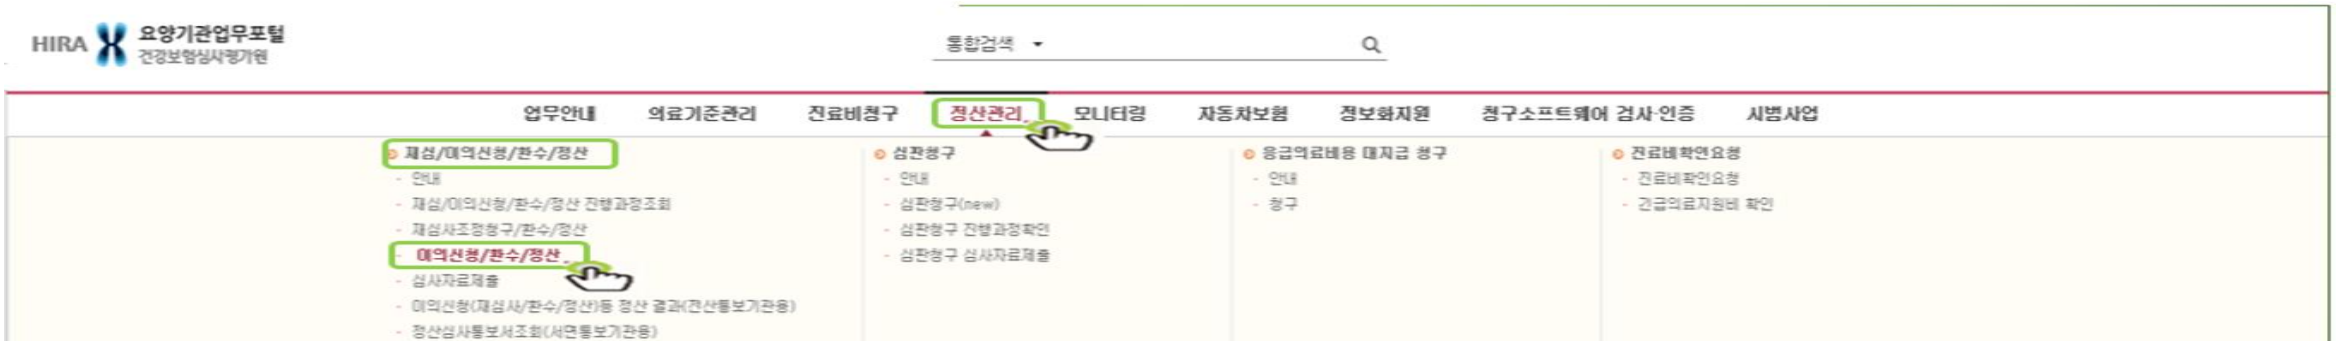 HIRA 요양기관업무포털
건강보험심사평가원
통합검색
업무안내 의료기준관리 진료비청구 정산관리 모니터링 자동차보험 정보화지원 청구소프트웨어 검사·인증 시범사업
재심/이의신청/환수/정산
- 안내
- 재심/이의신청/환수/정산 진행과정조회
- 재심사조정청구/환수/정산
- 이의신청/환수/정산
- 심사자료제출
- 이의신청(재심사/환수/정산)등 정산 결과(전산통보기관용)
- 정산심사통보서조회(서면통보기관용)
심판청구
- 안내
- 심판청구(new)
- 심판청구 진행과정확인
- 심판청구 심사자료제출
응급의료비용 대지급 청구
- 안내
- 청구
진료비확인요청
- 진료비확인요청
- 긴급의료지원비 확인